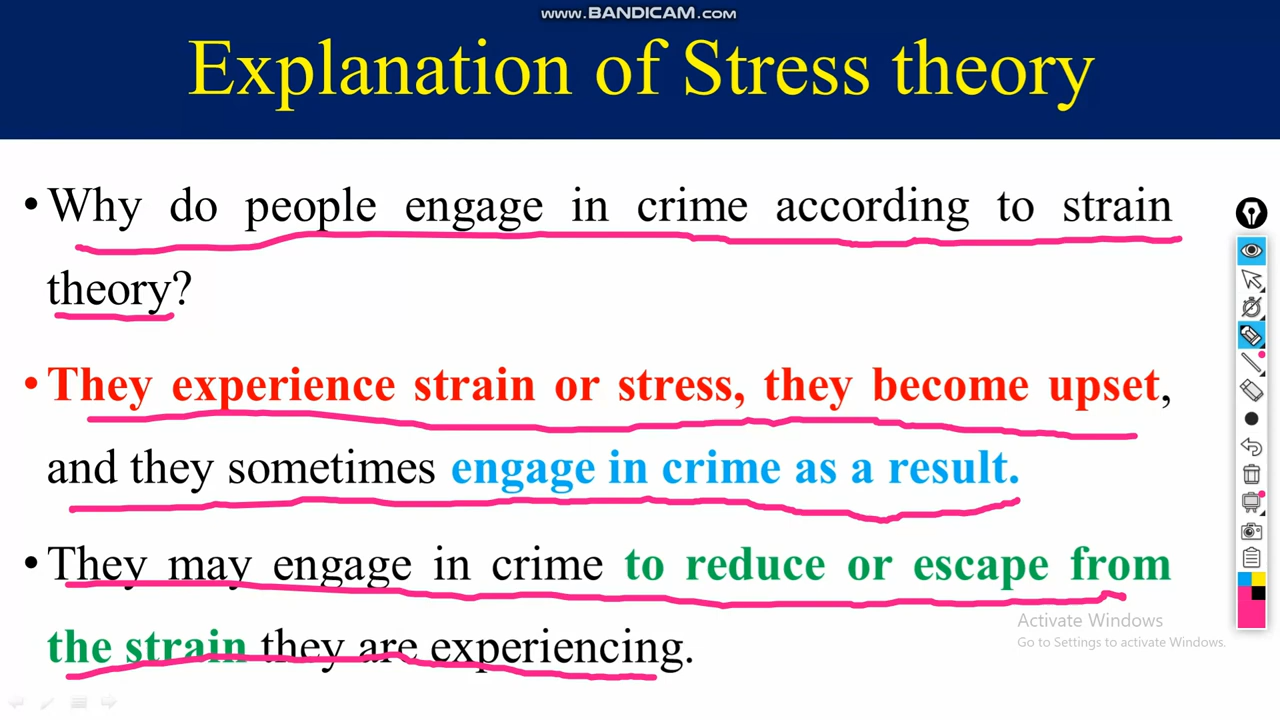 www.BANDICAM.com
Explanation of Stress theory
•Why do people engage in crime according to strain
theory?
•They experience strain or stress, they become upset,
and they sometimes engage in crime as a result.
•They may engage in crime to reduce or escape from
the strain they are experiencing.
Activate Windows
Go to Settings to activate Windows.